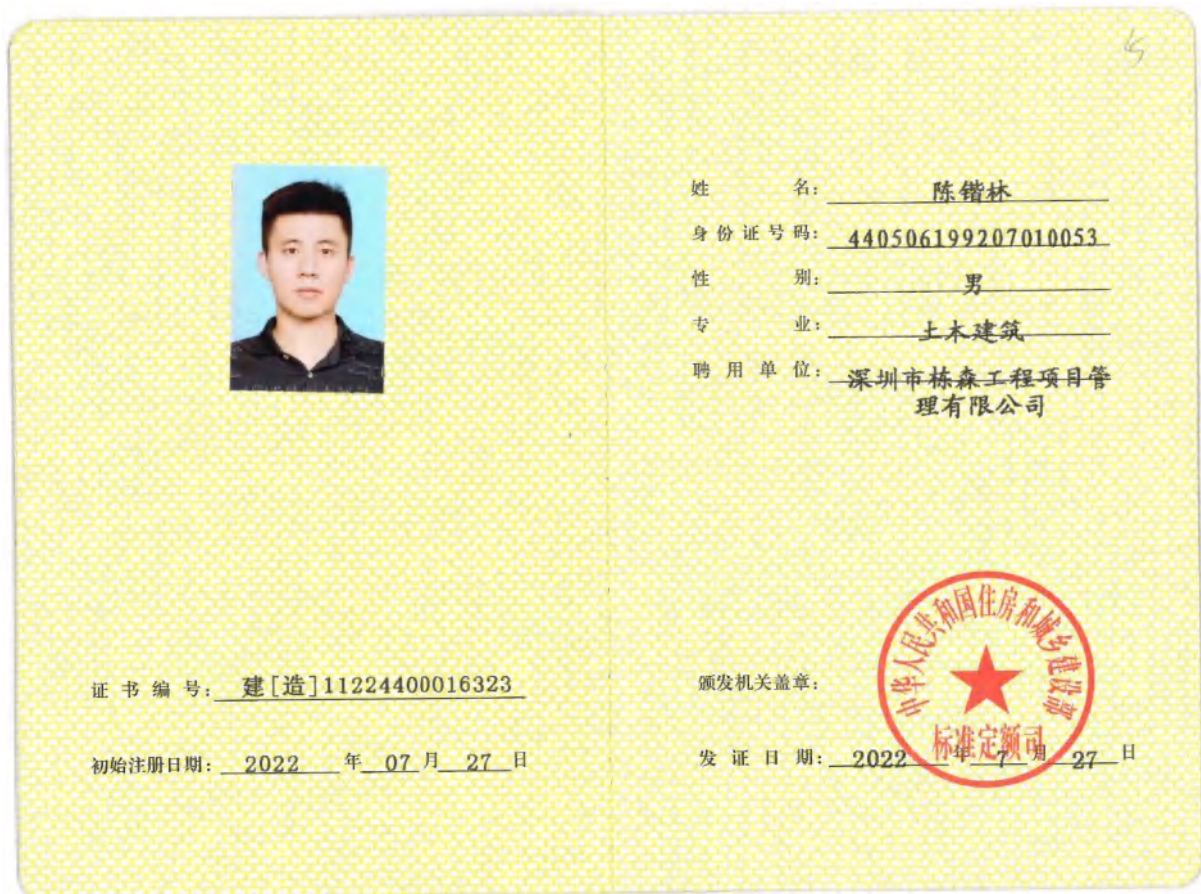 姓名：陈锴林
身份证号码：440506199207010053
性别：男
专业：土木建筑
聘用单位：深圳市栋森工程项目管
理有限公司
证书编号：建[造]11224400016323
初始注册日期：2022年07月27日
颁发机关盖章：
中华人民共和国住房和城乡建设部
标准定额司
发证日期：2022年7月27日